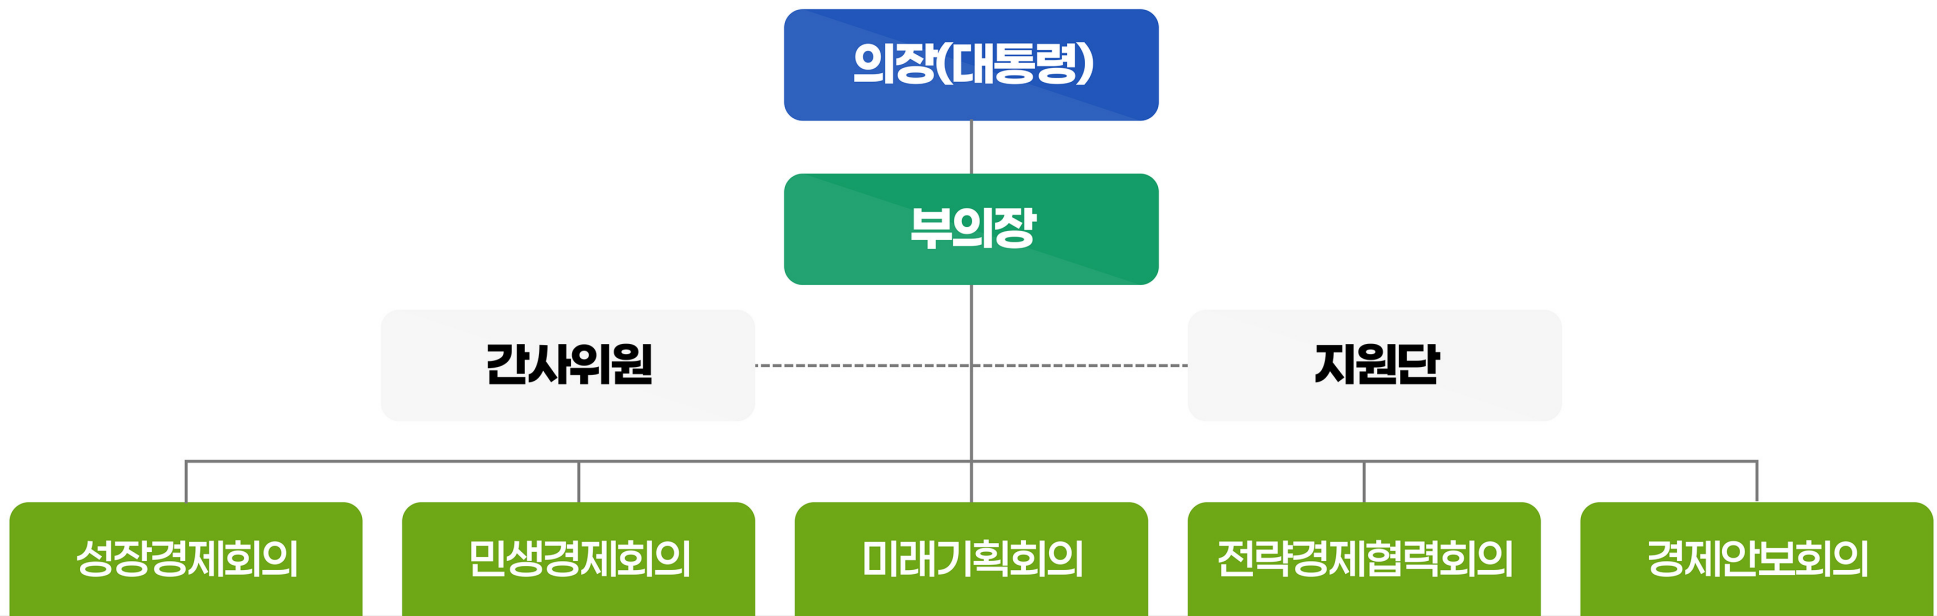 의장(대통령)
부의장
간사위원
지원단
성장경제회의
민생경제회의
미래기획회의
전략경제협력회의
경제안보회의